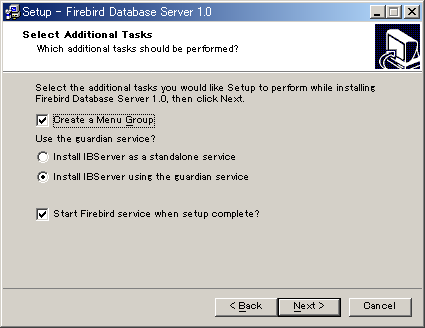 Setup - Firebird Database Server 1.0
Select Additional Tasks
Which additional tasks should be performed?
Select the additional tasks you would like Setup to perform while installing
Firebird Database Server 1.0, then click Next.
Create a Menu Group
Use the guardian service?
Install IBServer as a standalone service
Install IBServer using the guardian service
Start Firebird service when setup complete?
< Back Next > Cancel